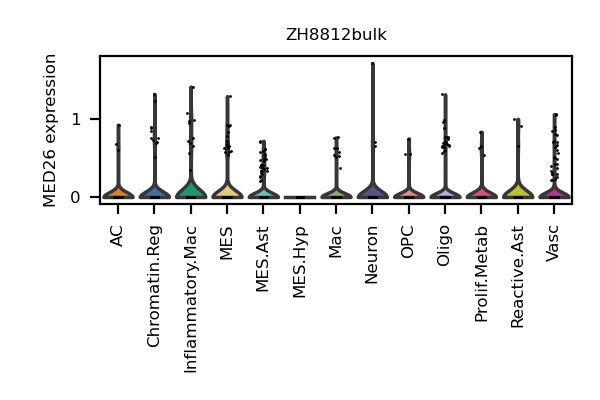 ZH8812bulk
MED26 expression
1
0
AC
Chromatin.Reg
Inflammatory.Mac
MES
MES.Ast
MES.Hyp
Mac
Neuron
OPC
Oligo
Prolif.Metab
Reactive.Ast
Vasc